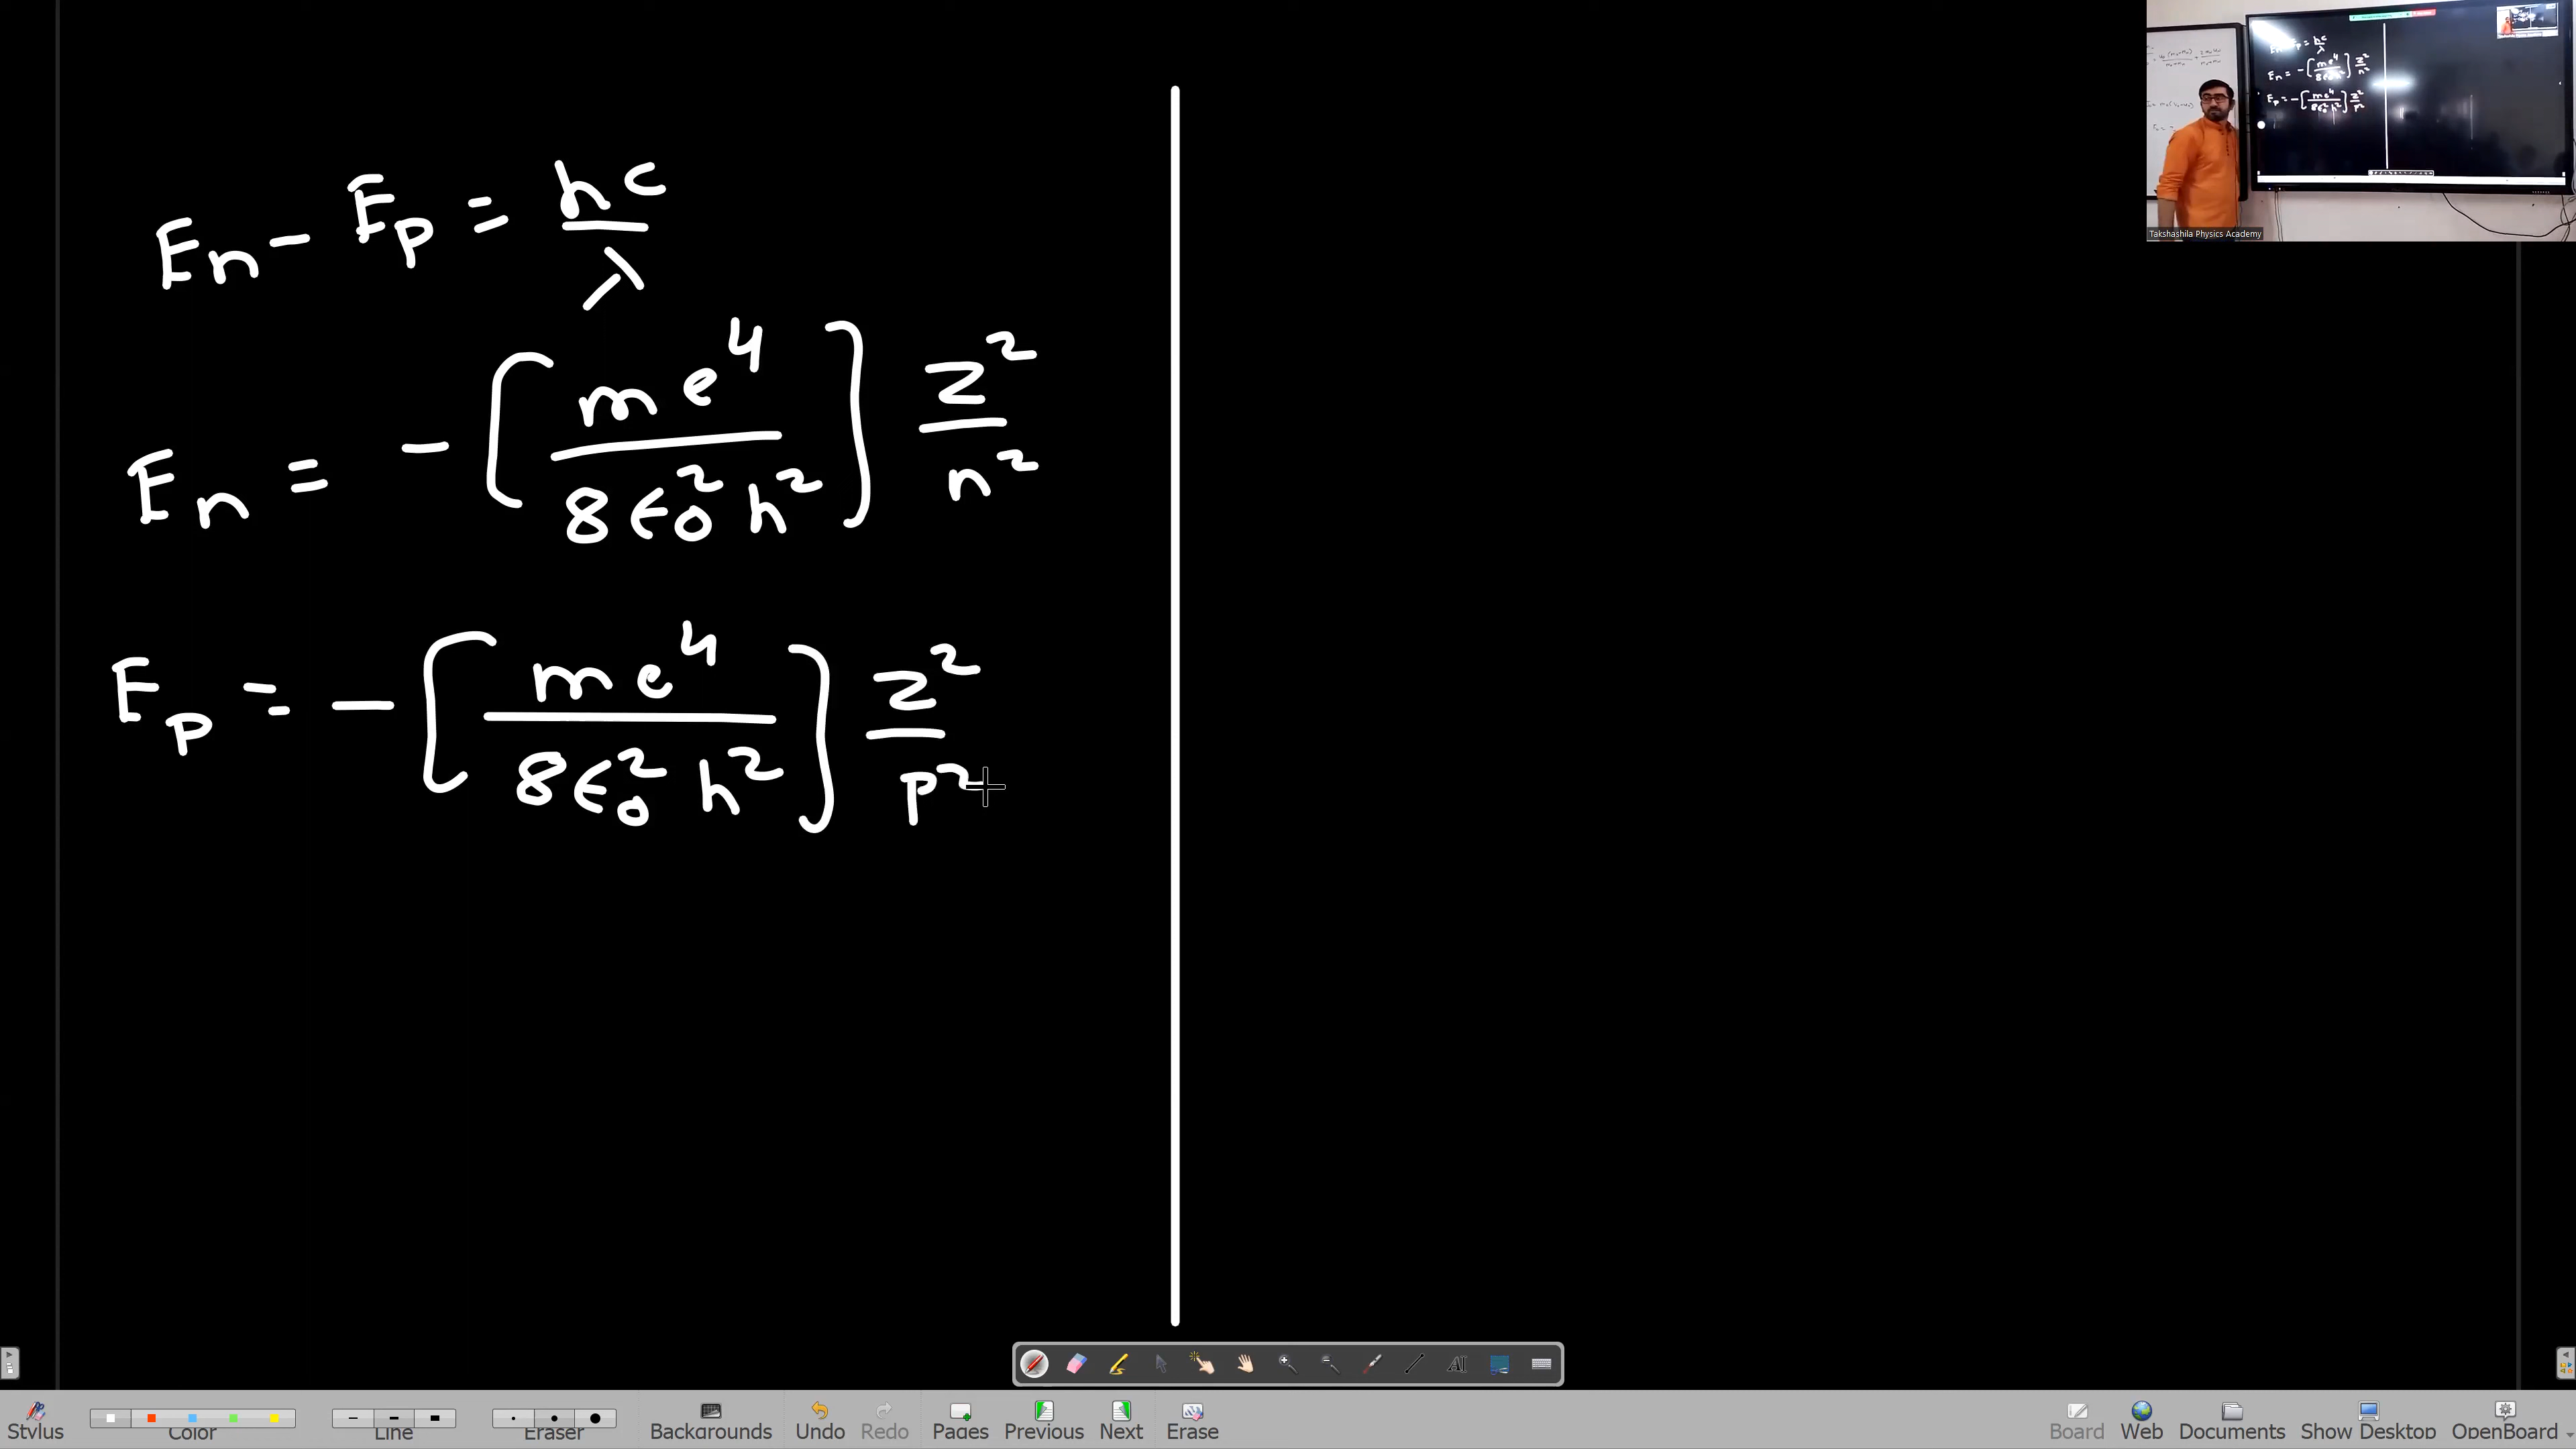 Eₙ - Eₚ = hc/λ
Eₙ = - [me⁴/8ϵ₀²h²] Z²/n²
Eₚ = - [me⁴/8ϵ₀²h²] Z²/p²
Takshashila Physics Academy
AI
Stylus Color Line Eraser Backgrounds Undo Redo Pages Previous Next Erase Board Web Documents Show Desktop OpenBoard